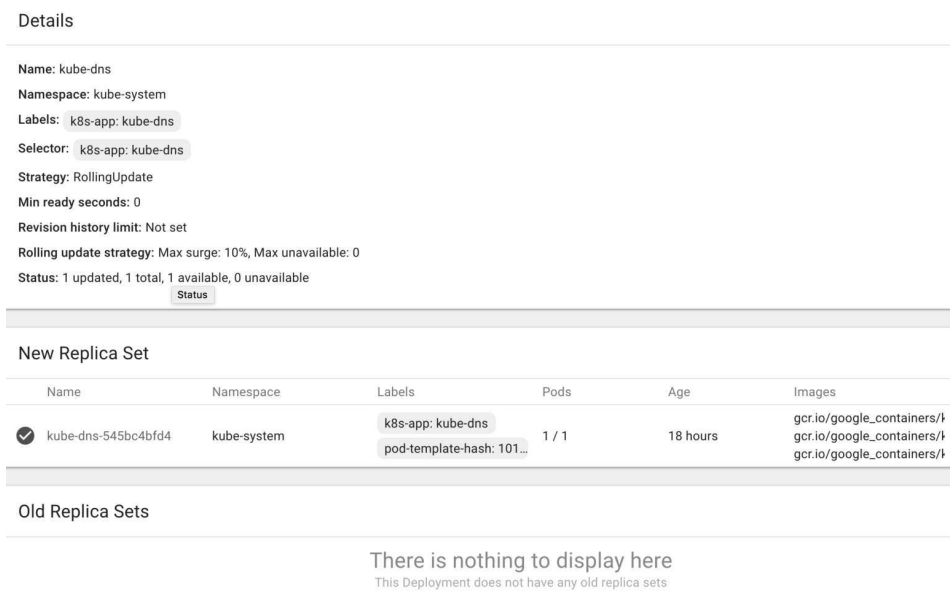 Details
Name: kube-dns
Namespace: kube-system
Labels: k8s-app: kube-dns
Selector: k8s-app: kube-dns
Strategy: RollingUpdate
Min ready seconds: 0
Revision history limit: Not set
Rolling update strategy: Max surge: 10%, Max unavailable: 0
Status: 1 updated, 1 total, 1 available, 0 unavailable
Status
New Replica Set
Name Namespace Labels Pods Age Images
kube-dns-545bc4bfd4 kube-system k8s-app: kube-dns 1 / 1 18 hours gcr.io/google_containers/
pod-template-hash: 101... gcr.io/google_containers/
gcr.io/google_containers/
Old Replica Sets
There is nothing to display here
This Deployment does not have any old replica sets